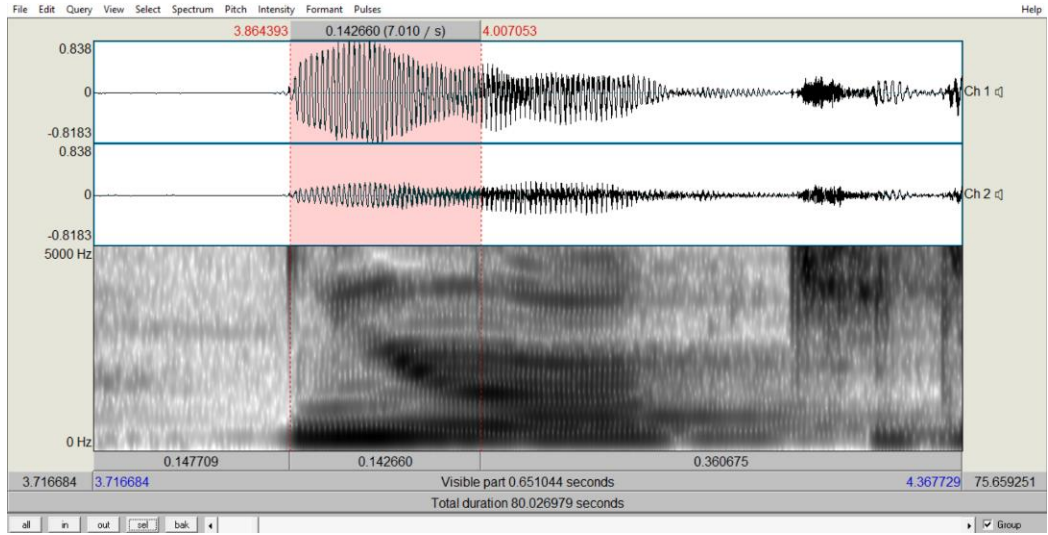 File Edit Query View Select Spectrum Pitch Intensity Formant Pulses Help
3.864393 0.142660 (7.010 / s) 4.007053
0.838
0
-0.8183
Ch 1
0.838
0
-0.8183
Ch 2
5000 Hz
0 Hz
0.147709 0.142660 0.360675
3.716684 3.716684 Visible part 0.651044 seconds 4.367729 75.659251
Total duration 80.026979 seconds
all in out sel bak Group